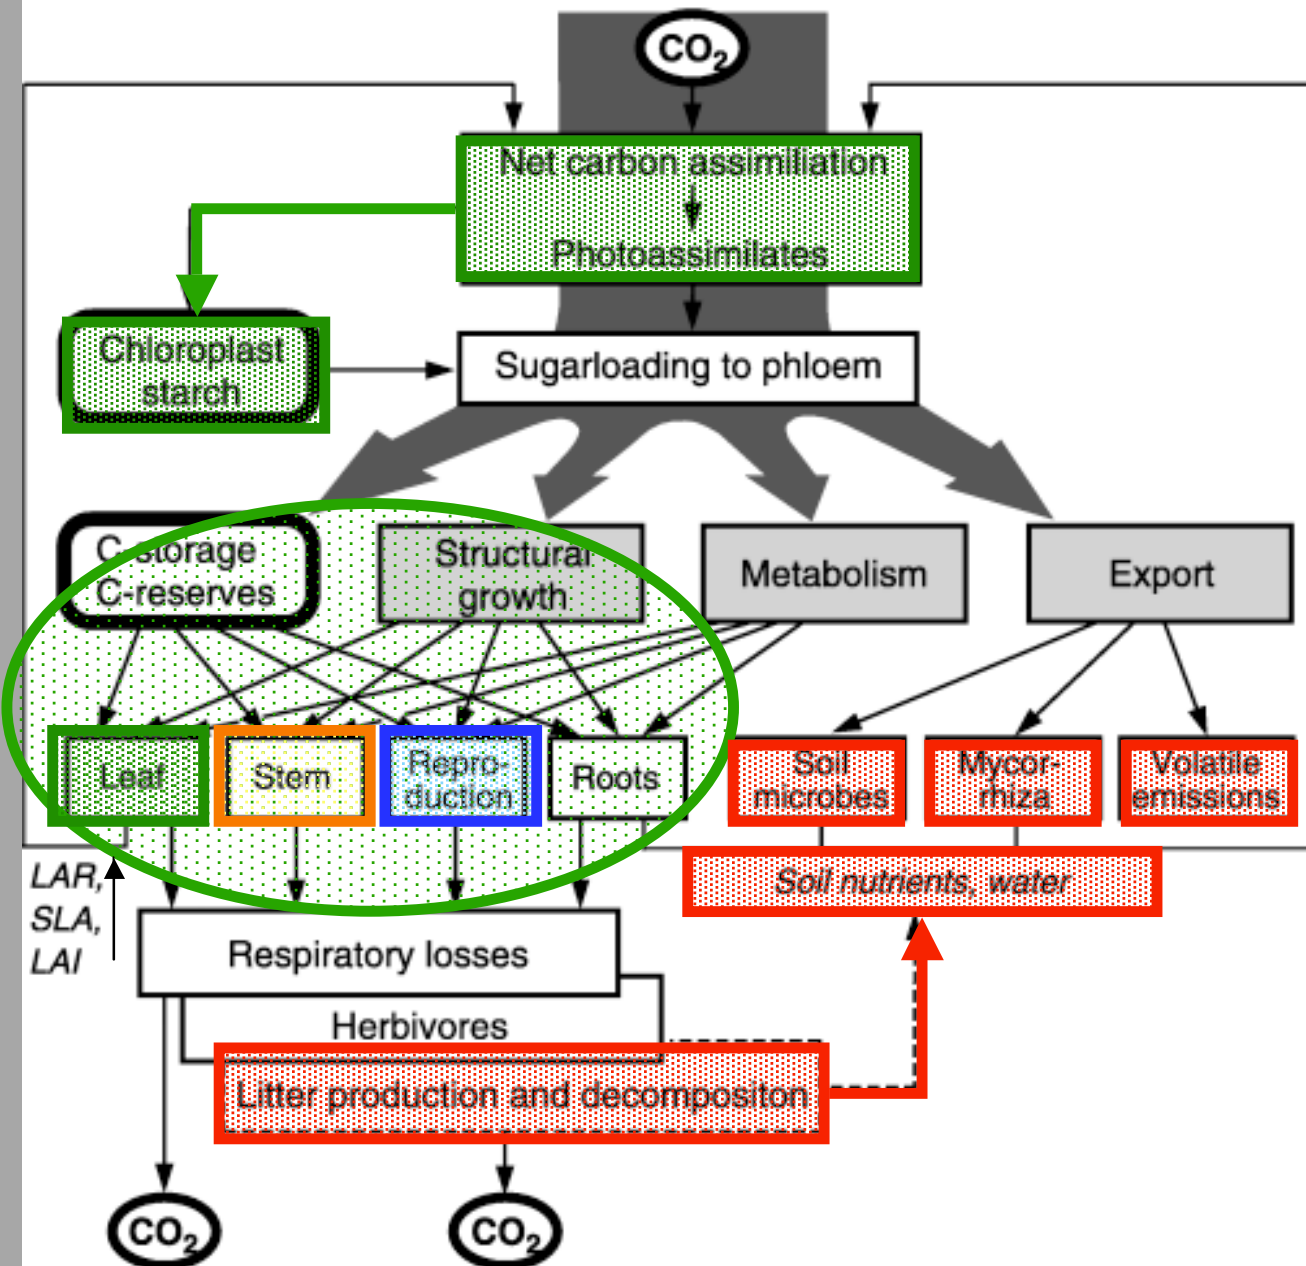 CO₂
Net carbon assimiliation
Photoassimilates
Chloroplast
starch
Sugarloading to phloem
C-storage
C-reserves
Structural
growth
Metabolism
Export
Leaf
Stem
Repro-
duction
Roots
Soil
microbes
Mycor-
rhiza
Volatile
emissions
LAR,
SLA,
LAI
Soil nutrients, water
Respiratory losses
Herbivores
Litter production and decompositon
CO₂
CO₂